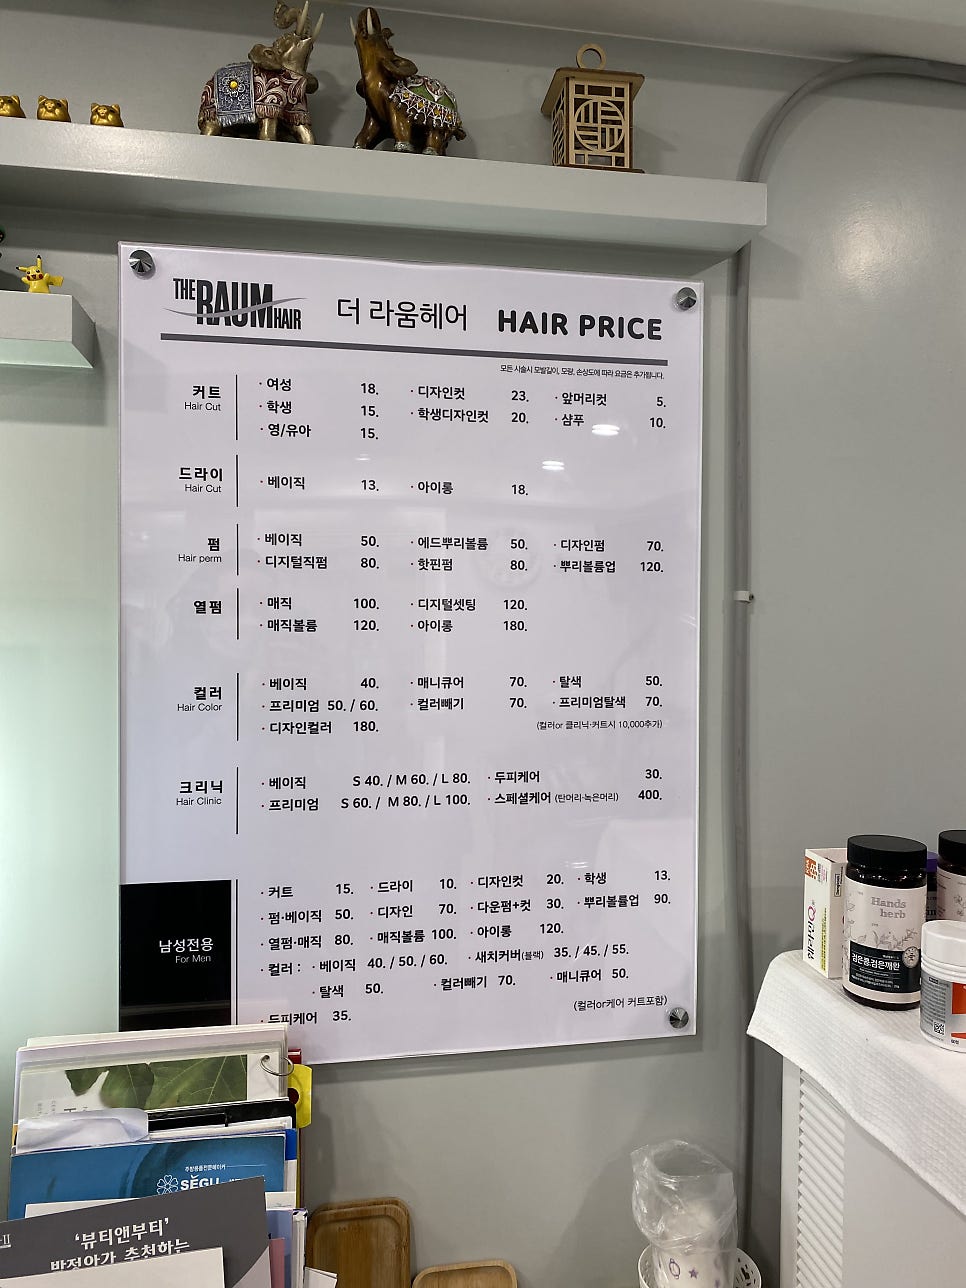 THE RAUM HAIR 더 라움헤어 HAIR PRICE
모든 시술시 모발길이, 모량, 손상도에 따라 요금은 추가됩니다.
커트 Hair Cut
· 여성 18. · 디자인컷 23. · 앞머리컷 5.
· 학생 15. · 학생디자인컷 20. · 샴푸 10.
· 영/유아 15.
드라이 Hair Cut
· 베이직 13. · 아이롱 18.
펌 Hair perm
· 베이직 50. · 에드뿌리볼륨 50. · 디자인펌 70.
· 디지털직펌 80. · 핫핀펌 80. · 뿌리볼륨업 120.
열펌
· 매직 100. · 디지털셋팅 120.
· 매직볼륨 120. · 아이롱 180.
컬러 Hair Color
· 베이직 40. · 매니큐어 70. · 탈색 50.
· 프리미엄 50. / 60. · 컬러빼기 70. · 프리미엄탈색 70.
· 디자인컬러 180. (컬러or 클리닉·커트시 10,000추가)
크리닉 Hair Clinic
· 베이직 S 40. / M 60. / L 80. · 두피케어 30.
· 프리미엄 S 60. / M 80. / L 100. · 스페셜케어 (탄머리·녹은머리) 400.
남성전용 For Men
· 커트 15. · 드라이 10. · 디자인컷 20. · 학생 13.
· 펌·베이직 50. · 디자인 70. · 다운펌+컷 30. · 뿌리볼륨업 90.
· 열펌·매직 80. · 매직볼륨 100. · 아이롱 120.
· 컬러 : · 베이직 40. / 50. / 60. · 새치커버(블랙) 35. / 45. / 55.
· 탈색 50. · 컬러빼기 70. · 매니큐어 50.
(컬러or케어 커트포함)
· 두피케어 35.
Hands
herb
검은콩.검은깨환
SĚGLI
'뷰티앤부티'
박정아가 추천하는